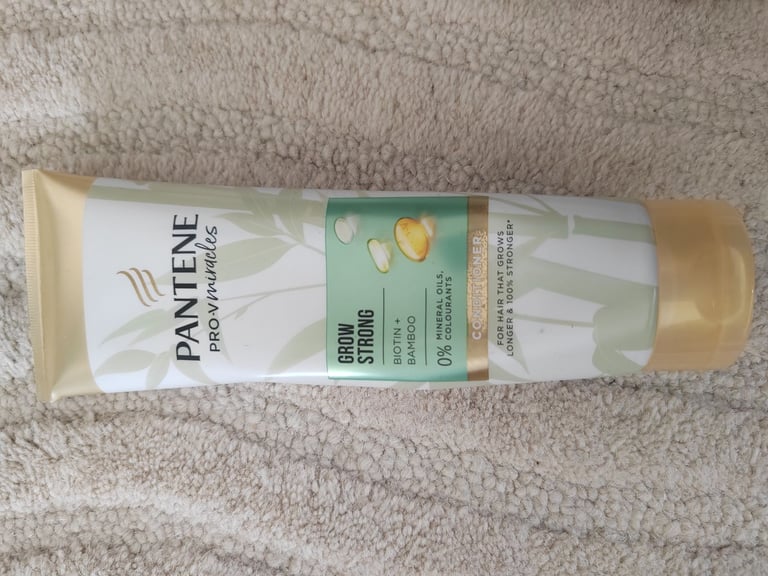 PANTENE
PRO-V miracles
GROW
STRONG
BIOTIN +
BAMBOO
0% MINERAL OILS,
COLOURANTS
CONDITIONER
FOR HAIR THAT GROWS
LONGER & 100% STRONGER*